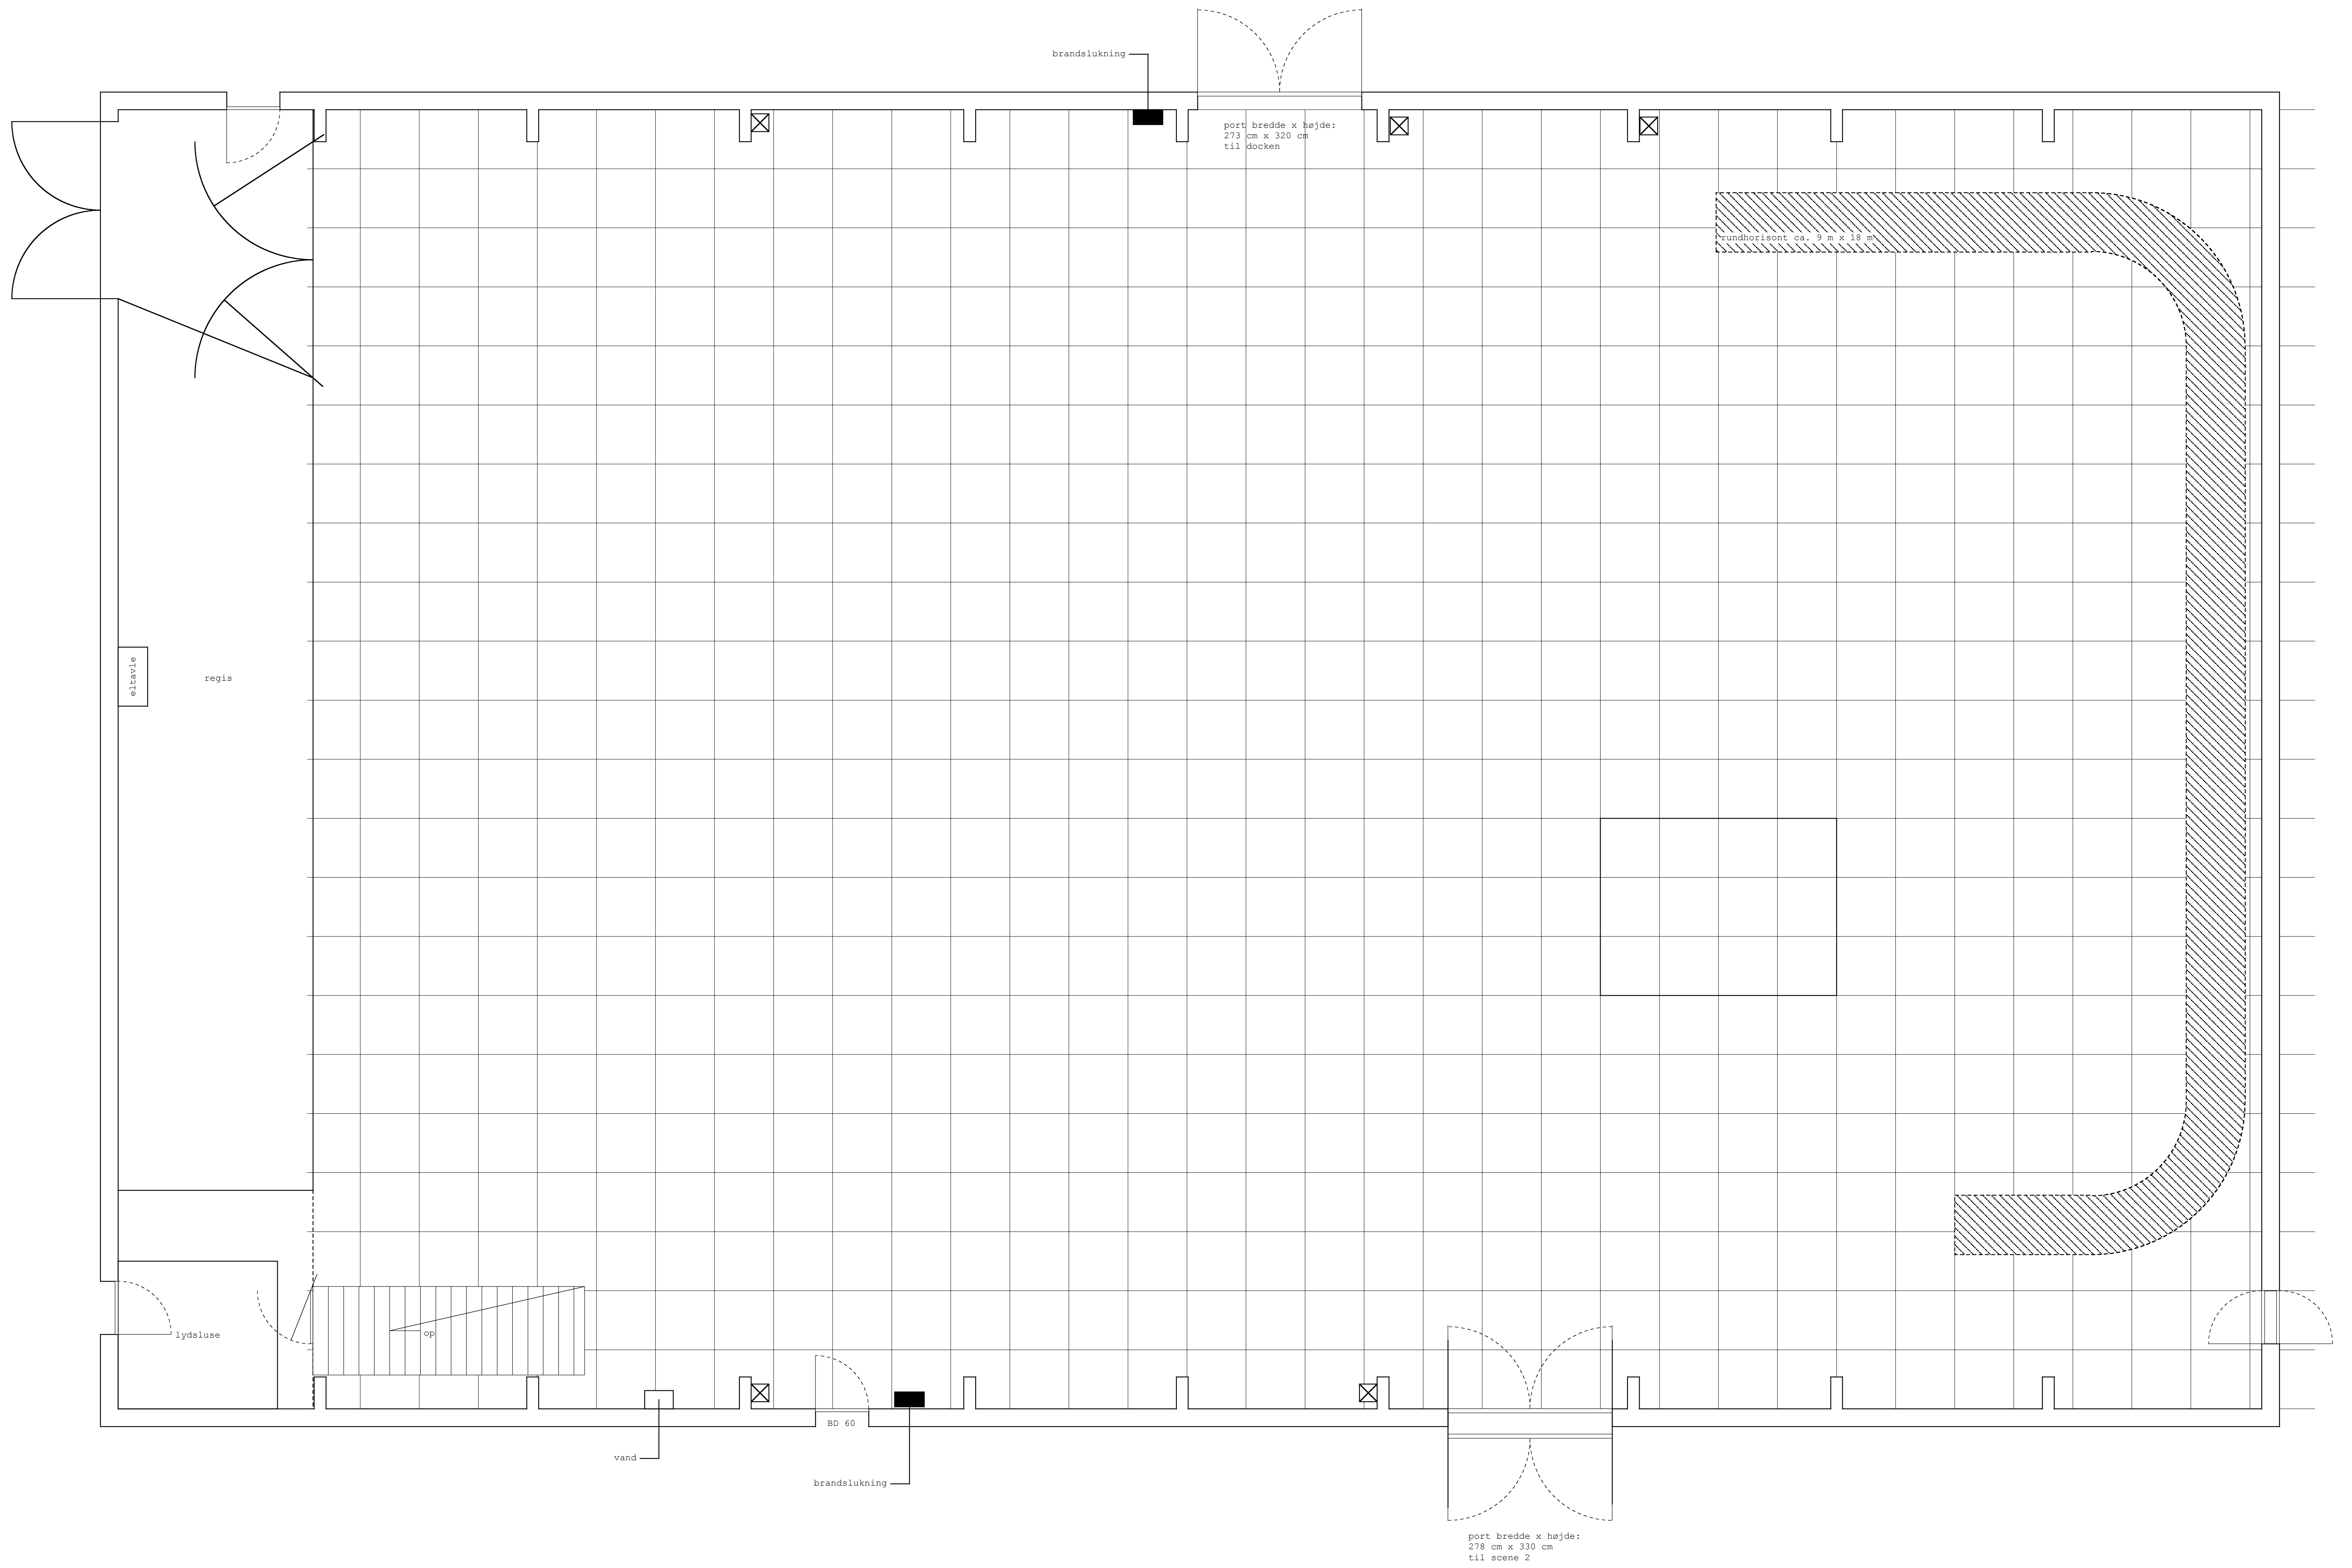 brandslukning
port bredde x højde:
273 cm x 320 cm
til docken
rundhorisont ca. 9 m x 18 m
eltavle
regis
lydsluse
op
BD 60
vand
brandslukning
port bredde x højde:
278 cm x 330 cm
til scene 2